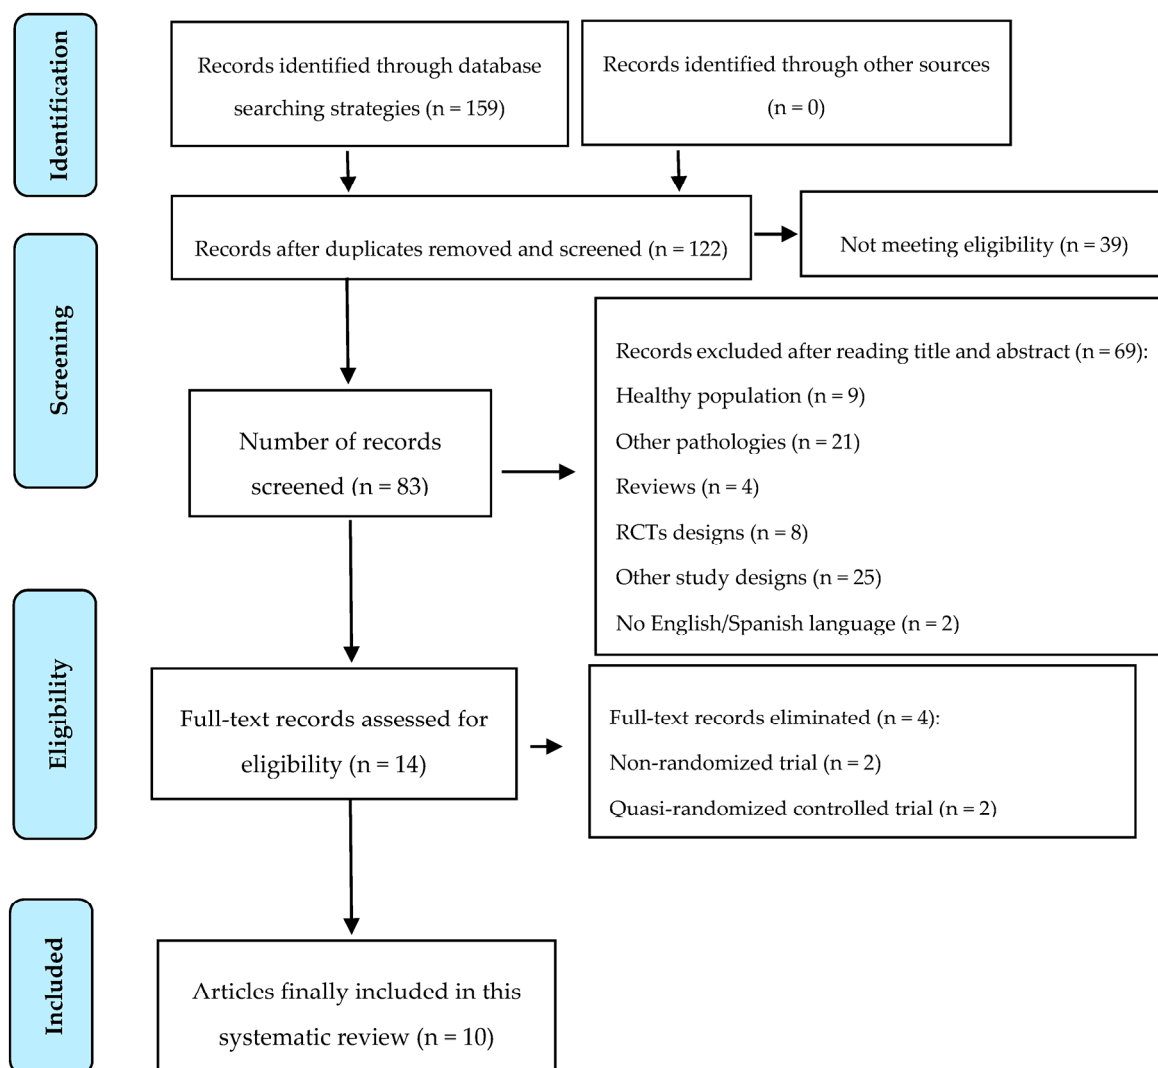 Identification
Records identified through database
searching strategies (n = 159)
Records identified through other sources
(n = 0)
Screening
Records after duplicates removed and screened (n = 122)
Not meeting eligibility (n = 39)
Number of records
screened (n = 83)
Records excluded after reading title and abstract (n = 69):
Healthy population (n = 9)
Other pathologies (n = 21)
Reviews (n = 4)
RCTs designs (n = 8)
Other study designs (n = 25)
No English/Spanish language (n = 2)
Eligibility
Full-text records assessed for
eligibility (n = 14)
Full-text records eliminated (n = 4):
Non-randomized trial (n = 2)
Quasi-randomized controlled trial (n = 2)
Included
Articles finally included in this
systematic review (n = 10)